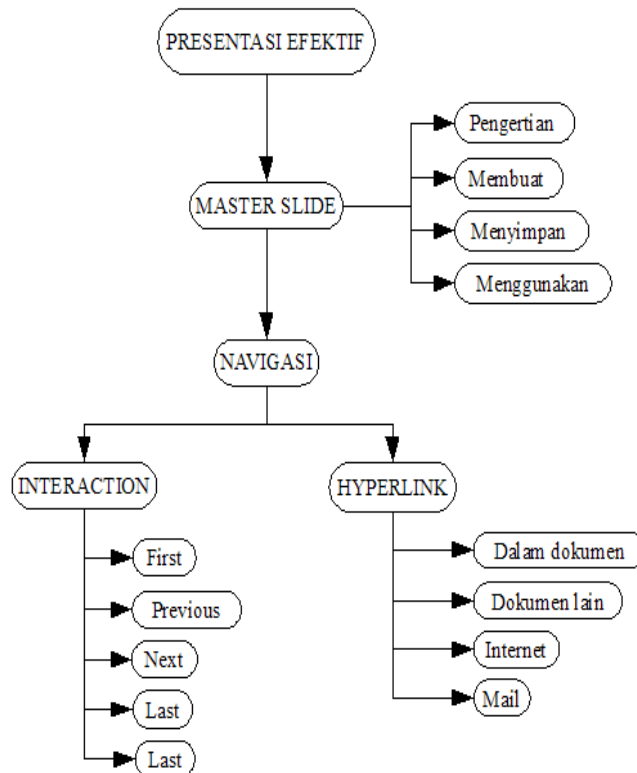 PRESENTASI EFEKTIF
Pengertian
Membuat
MASTER SLIDE
Menyimpan
Menggunakan
NAVIGASI
INTERACTION
HYPERLINK
First
Previous
Next
Last
Last
Dalam dokumen
Dokumen lain
Internet
Mail